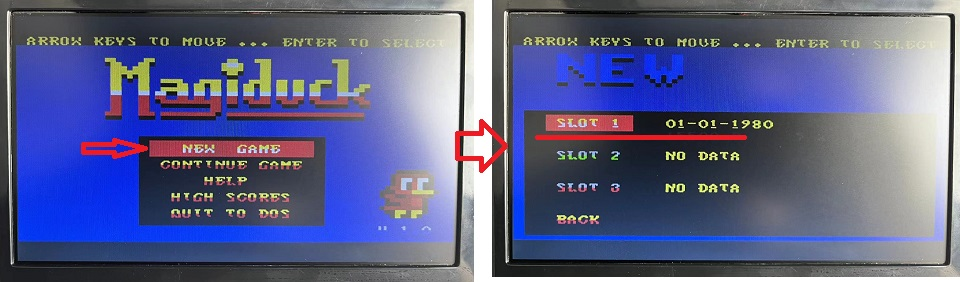 ARROW KEYS TO MOVE ... ENTER TO SELECT
Magiduck
NEW GAME
CONTINUE GAME
HELP
HIGH SCORES
QUIT TO DOS
ARROW KEYS TO MOVE ... ENTER TO SELECT
NEW
SLOT 1 01-01-1980
SLOT 2 NO DATA
SLOT 3 NO DATA
BACK